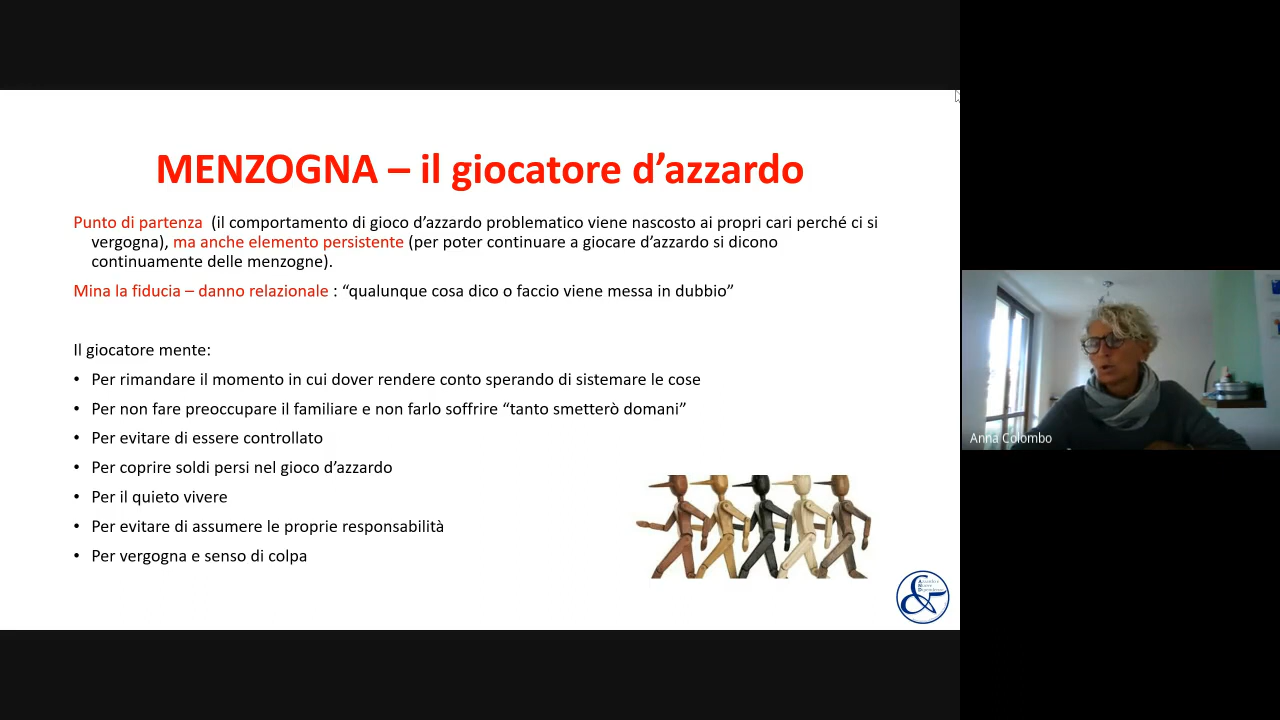 MENZOGNA – il giocatore d’azzardo
Punto di partenza (il comportamento di gioco d’azzardo problematico viene nascosto ai propri cari perché ci si
vergogna), ma anche elemento persistente (per poter continuare a giocare d’azzardo si dicono
continuamente delle menzogne).
Mina la fiducia – danno relazionale : “qualunque cosa dico o faccio viene messa in dubbio”
Il giocatore mente:
• Per rimandare il momento in cui dover rendere conto sperando di sistemare le cose
• Per non fare preoccupare il familiare e non farlo soffrire “tanto smetterò domani”
• Per evitare di essere controllato
• Per coprire soldi persi nel gioco d’azzardo
• Per il quieto vivere
• Per evitare di assumere le proprie responsabilità
• Per vergogna e senso di colpa
Anna Colombo